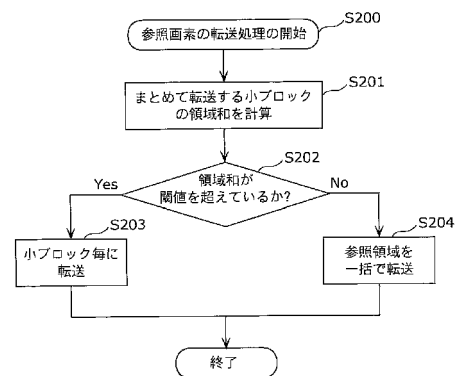 参照画素の転送処理の開始
S200
まとめて転送する小ブロック
の領域和を計算
S201
領域和が
閾値を超えているか?
S202
Yes
No
小ブロック毎に
転送
S203
参照領域を
一括で転送
S204
終了